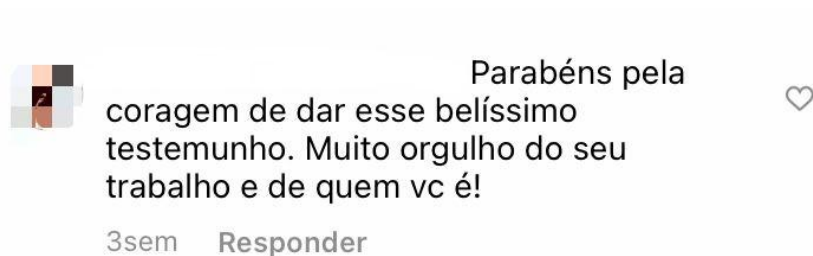 Parabéns pela
coragem de dar esse belíssimo
testemunho. Muito orgulho do seu
trabalho e de quem vc é!
3sem Responder